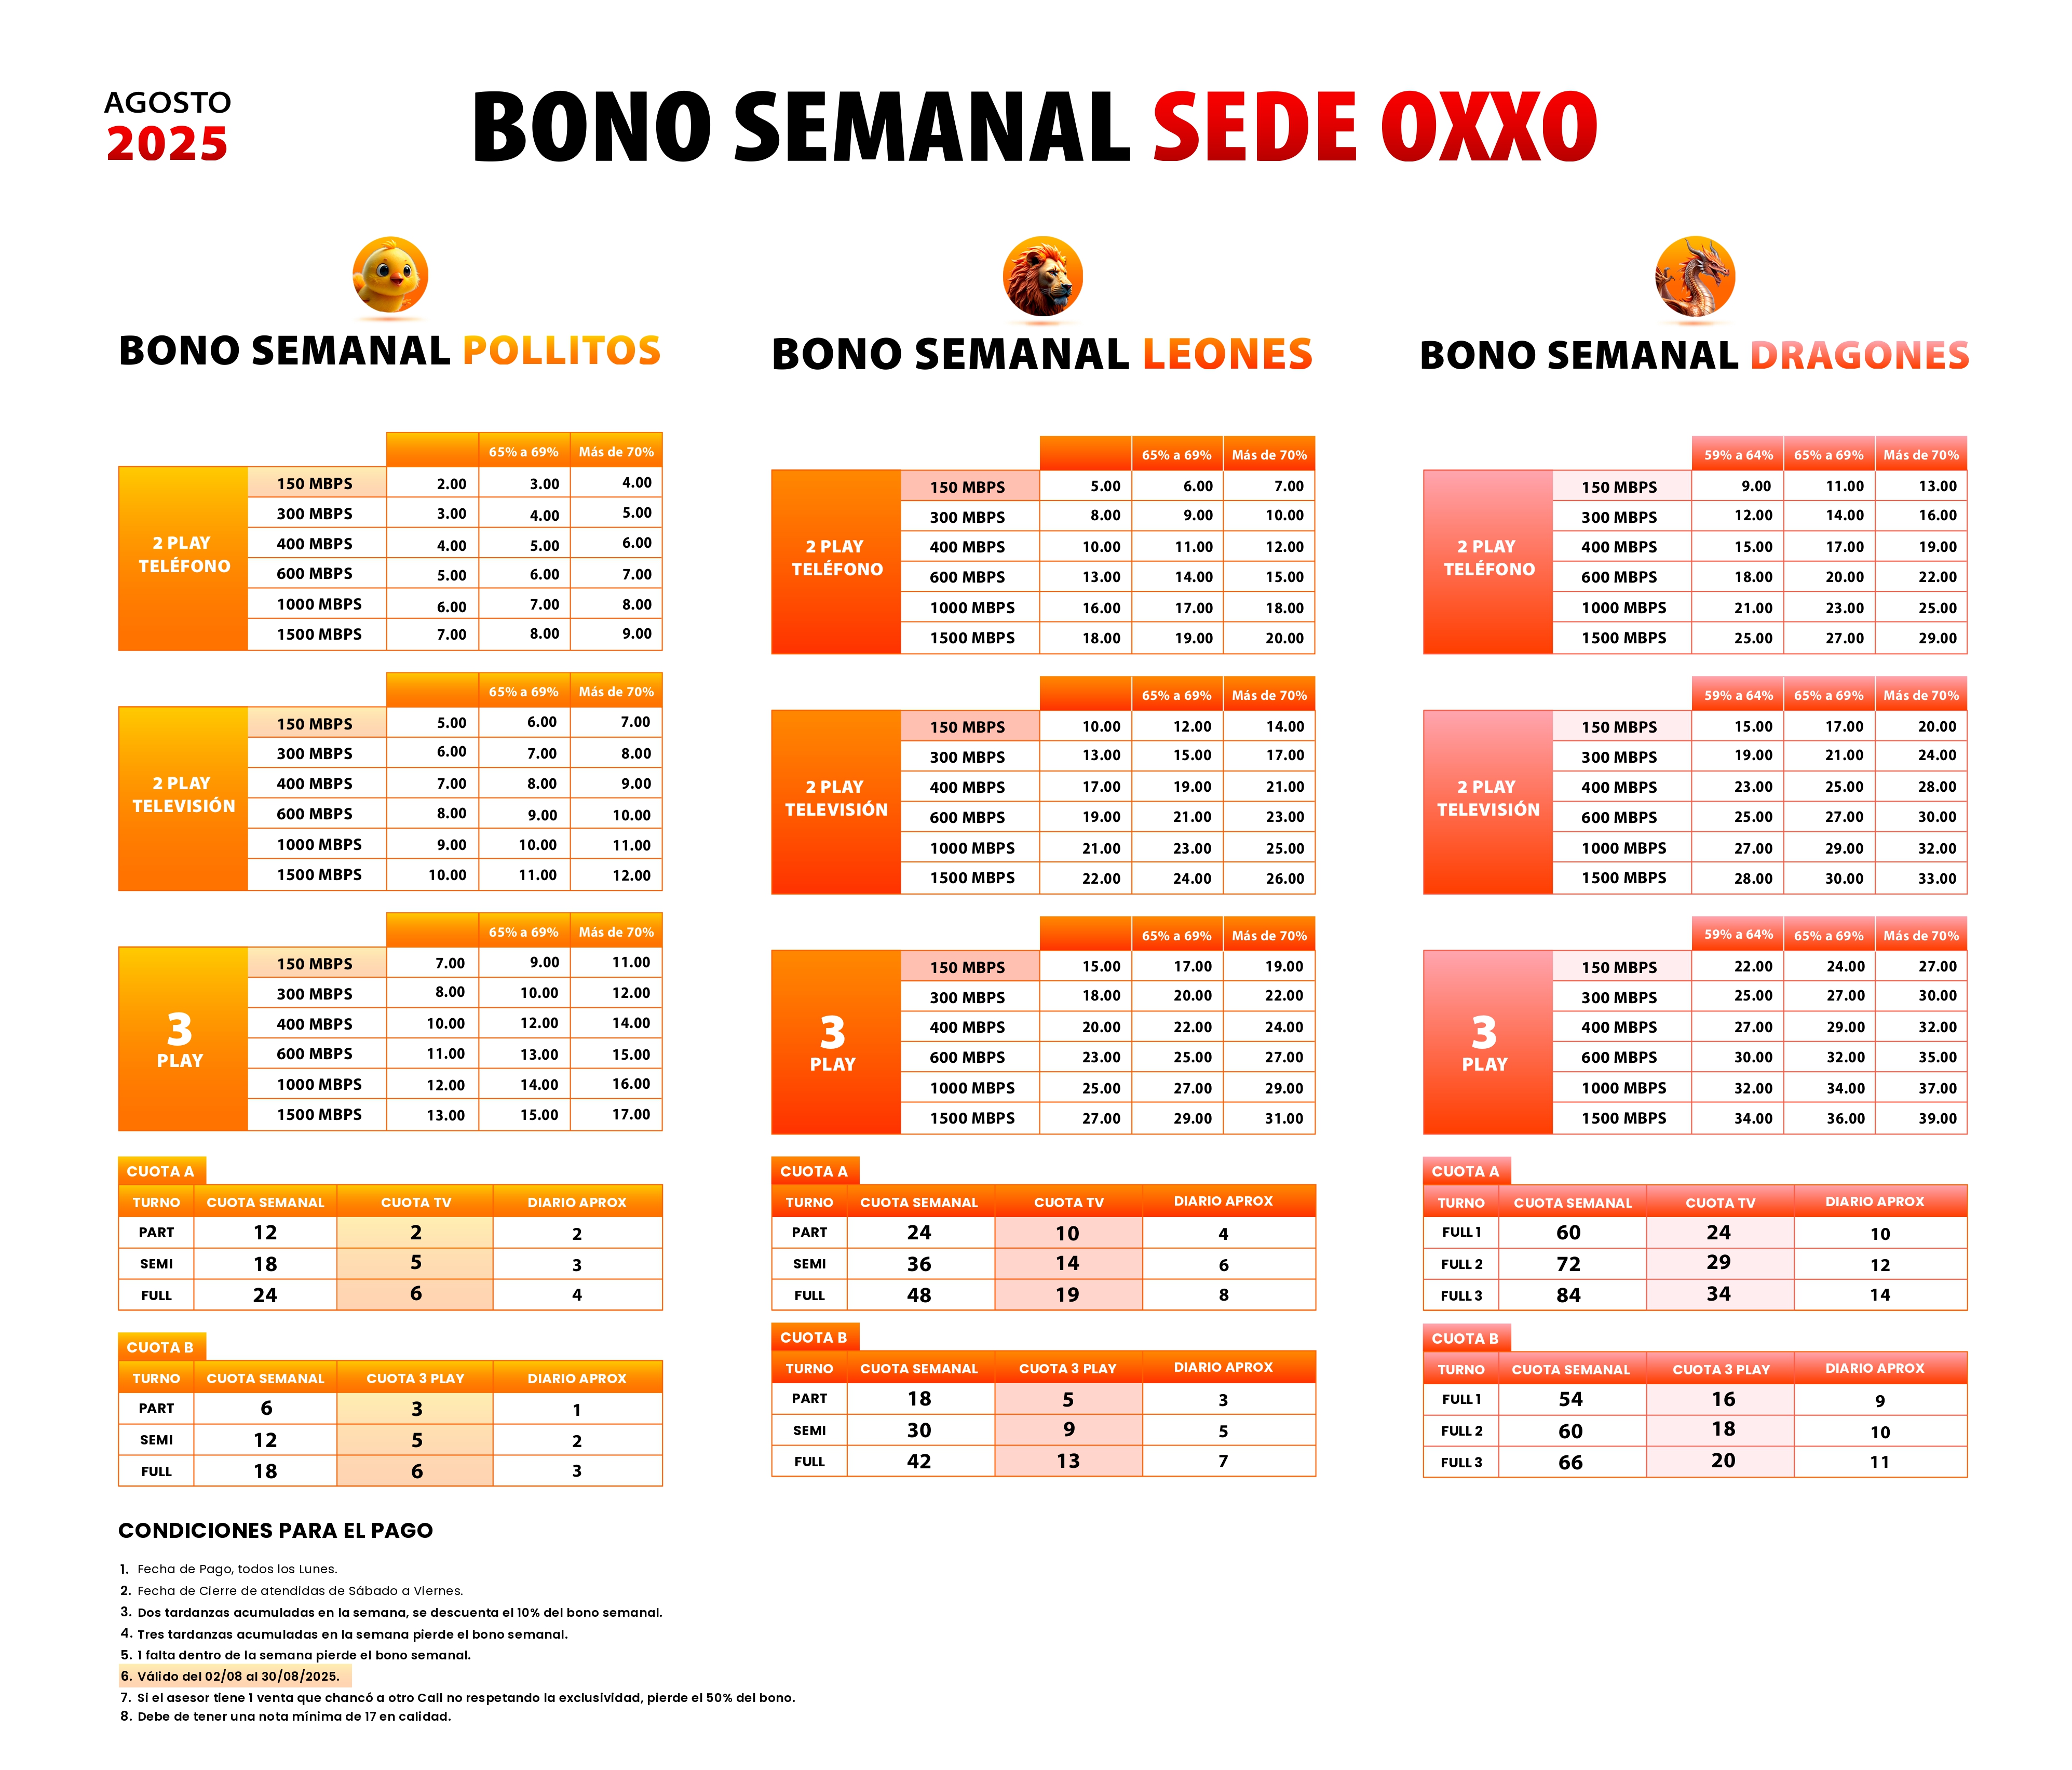 AGOSTO
2025
BONO SEMANAL SEDE OXXO
BONO SEMANAL POLLITOS
65% a 69% Más de 70%
2 PLAY
TELÉFONO
150 MBPS 2.00 3.00 4.00
300 MBPS 3.00 4.00 5.00
400 MBPS 4.00 5.00 6.00
600 MBPS 5.00 6.00 7.00
1000 MBPS 6.00 7.00 8.00
1500 MBPS 7.00 8.00 9.00
65% a 69% Más de 70%
2 PLAY
TELEVISIÓN
150 MBPS 5.00 6.00 7.00
300 MBPS 6.00 7.00 8.00
400 MBPS 7.00 8.00 9.00
600 MBPS 8.00 9.00 10.00
1000 MBPS 9.00 10.00 11.00
1500 MBPS 10.00 11.00 12.00
65% a 69% Más de 70%
3
PLAY
150 MBPS 7.00 9.00 11.00
300 MBPS 8.00 10.00 12.00
400 MBPS 10.00 12.00 14.00
600 MBPS 11.00 13.00 15.00
1000 MBPS 12.00 14.00 16.00
1500 MBPS 13.00 15.00 17.00
CUOTA A
TURNO CUOTA SEMANAL CUOTA TV DIARIO APROX
PART 12 2 2
SEMI 18 5 3
FULL 24 6 4
CUOTA B
TURNO CUOTA SEMANAL CUOTA 3 PLAY DIARIO APROX
PART 6 3 1
SEMI 12 5 2
FULL 18 6 3
BONO SEMANAL LEONES
65% a 69% Más de 70%
2 PLAY
TELÉFONO
150 MBPS 5.00 6.00 7.00
300 MBPS 8.00 9.00 10.00
400 MBPS 10.00 11.00 12.00
600 MBPS 13.00 14.00 15.00
1000 MBPS 16.00 17.00 18.00
1500 MBPS 18.00 19.00 20.00
65% a 69% Más de 70%
2 PLAY
TELEVISIÓN
150 MBPS 10.00 12.00 14.00
300 MBPS 13.00 15.00 17.00
400 MBPS 17.00 19.00 21.00
600 MBPS 19.00 21.00 23.00
1000 MBPS 21.00 23.00 25.00
1500 MBPS 22.00 24.00 26.00
65% a 69% Más de 70%
3
PLAY
150 MBPS 15.00 17.00 19.00
300 MBPS 18.00 20.00 22.00
400 MBPS 20.00 22.00 24.00
600 MBPS 23.00 25.00 27.00
1000 MBPS 25.00 27.00 29.00
1500 MBPS 27.00 29.00 31.00
CUOTA A
TURNO CUOTA SEMANAL CUOTA TV DIARIO APROX
PART 24 10 4
SEMI 36 14 6
FULL 48 19 8
CUOTA B
TURNO CUOTA SEMANAL CUOTA 3 PLAY DIARIO APROX
PART 18 5 3
SEMI 30 9 5
FULL 42 13 7
BONO SEMANAL DRAGONES
59% a 64% 65% a 69% Más de 70%
2 PLAY
TELÉFONO
150 MBPS 9.00 11.00 13.00
300 MBPS 12.00 14.00 16.00
400 MBPS 15.00 17.00 19.00
600 MBPS 18.00 20.00 22.00
1000 MBPS 21.00 23.00 25.00
1500 MBPS 25.00 27.00 29.00
59% a 64% 65% a 69% Más de 70%
2 PLAY
TELEVISIÓN
150 MBPS 15.00 17.00 20.00
300 MBPS 19.00 21.00 24.00
400 MBPS 23.00 25.00 28.00
600 MBPS 25.00 27.00 30.00
1000 MBPS 27.00 29.00 32.00
1500 MBPS 28.00 30.00 33.00
59% a 64% 65% a 69% Más de 70%
3
PLAY
150 MBPS 22.00 24.00 27.00
300 MBPS 25.00 27.00 30.00
400 MBPS 27.00 29.00 32.00
600 MBPS 30.00 32.00 35.00
1000 MBPS 32.00 34.00 37.00
1500 MBPS 34.00 36.00 39.00
CUOTA A
TURNO CUOTA SEMANAL CUOTA TV DIARIO APROX
FULL 1 60 24 10
FULL 2 72 29 12
FULL 3 84 34 14
CUOTA B
TURNO CUOTA SEMANAL CUOTA 3 PLAY DIARIO APROX
FULL 1 54 16 9
FULL 2 60 18 10
FULL 3 66 20 11
CONDICIONES PARA EL PAGO
1. Fecha de Pago, todos los Lunes.
2. Fecha de Cierre de atendidas de Sábado a Viernes.
3. Dos tardanzas acumuladas en la semana, se descuenta el 10% del bono semanal.
4. Tres tardanzas acumuladas en la semana pierde el bono semanal.
5. 1 falta dentro de la semana pierde el bono semanal.
6. Válido del 02/08 al 30/08/2025.
7. Si el asesor tiene 1 venta que chancó a otro Call no respetando la exclusividad, pierde el 50% del bono.
8. Debe de tener una nota mínima de 17 en calidad.